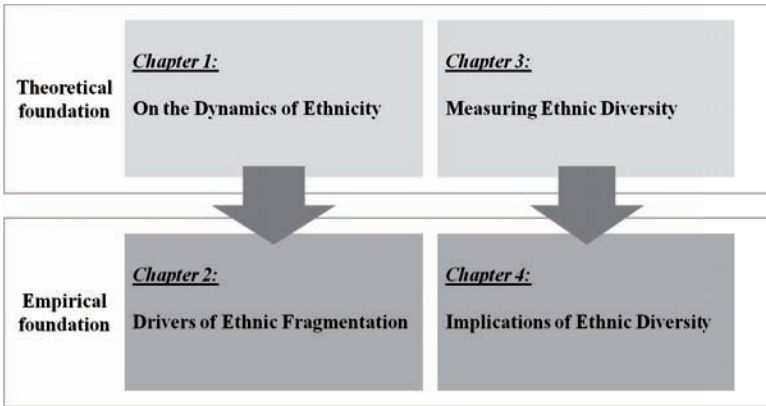 Theoretical
foundation
Chapter 1:
On the Dynamics of Ethnicity
Chapter 3:
Measuring Ethnic Diversity
Empirical
foundation
Chapter 2:
Drivers of Ethnic Fragmentation
Chapter 4:
Implications of Ethnic Diversity